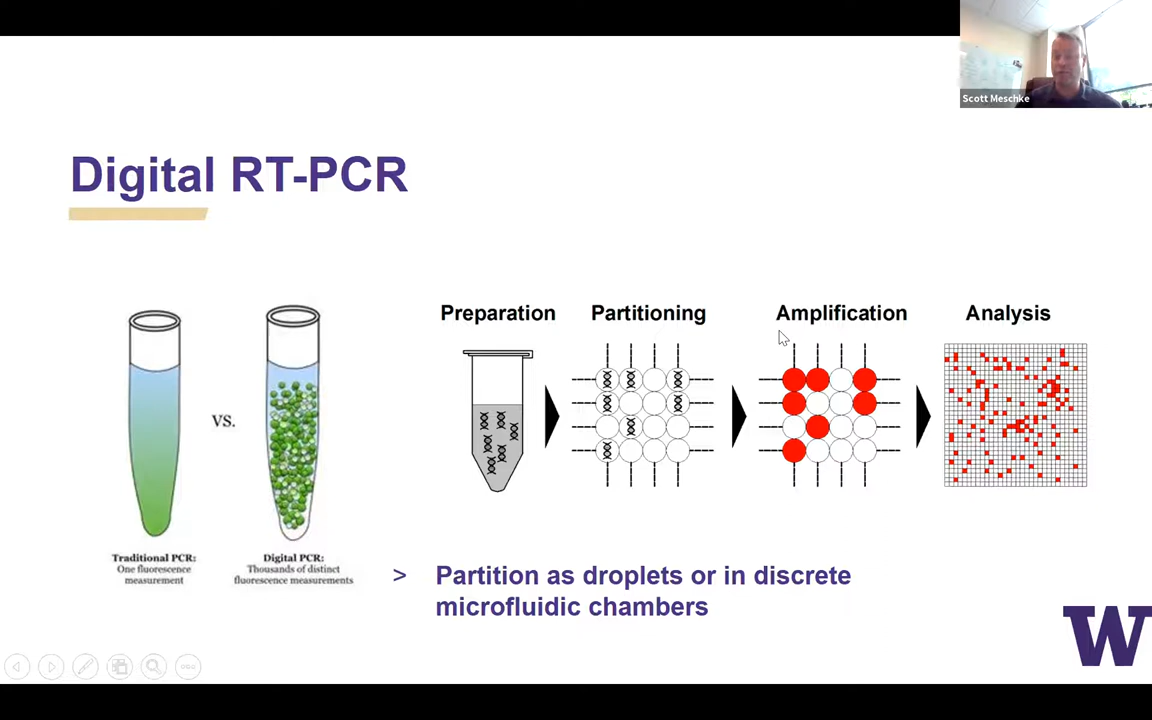 Scott Meschke
Digital RT-PCR
Preparation
Partitioning
Amplification
Analysis
VS.
Traditional PCR:
One fluorescence
measurement
Digital PCR:
Thousands of distinct
fluorescence measurements
> Partition as droplets or in discrete
microfluidic chambers
W